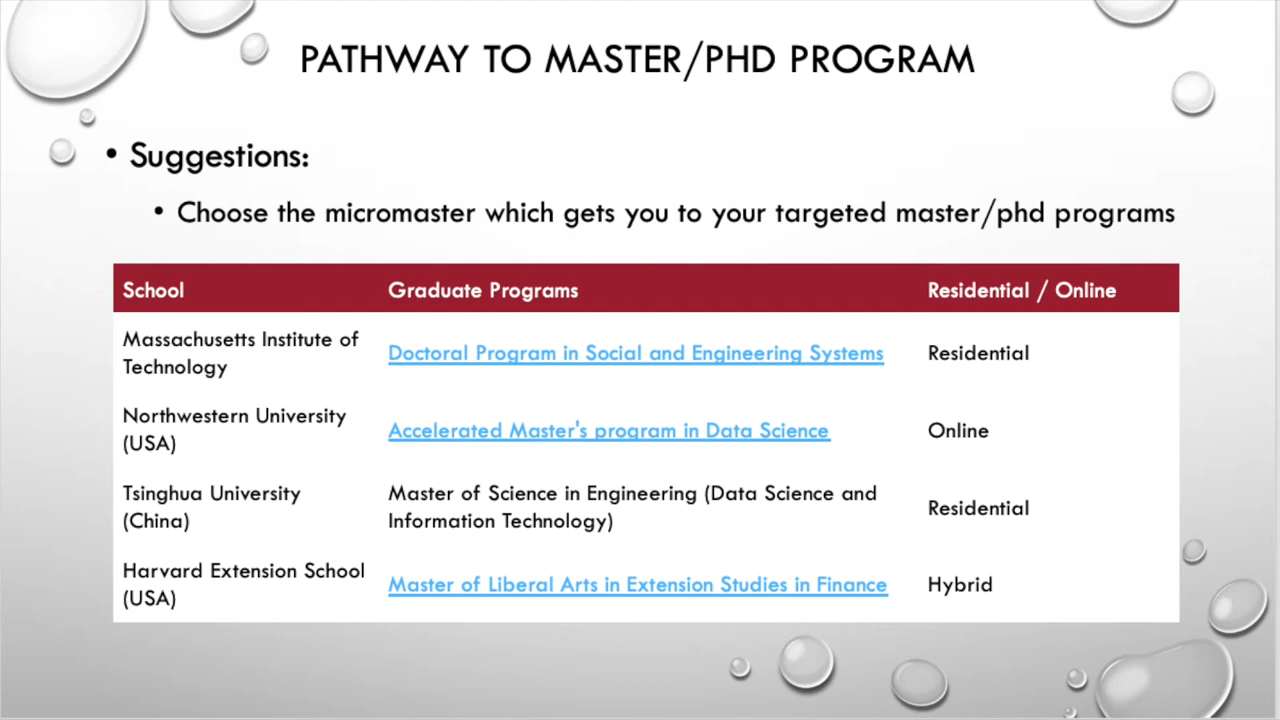 PATHWAY TO MASTER/PHD PROGRAM
• Suggestions:
• Choose the micromaster which gets you to your targeted master/phd programs
School Graduate Programs Residential / Online
Massachusetts Institute of
Technology
Doctoral Program in Social and Engineering Systems
Residential
Northwestern University
(USA)
Accelerated Master's program in Data Science
Online
Tsinghua University
(China)
Master of Science in Engineering (Data Science and
Information Technology)
Residential
Harvard Extension School
(USA)
Master of Liberal Arts in Extension Studies in Finance
Hybrid